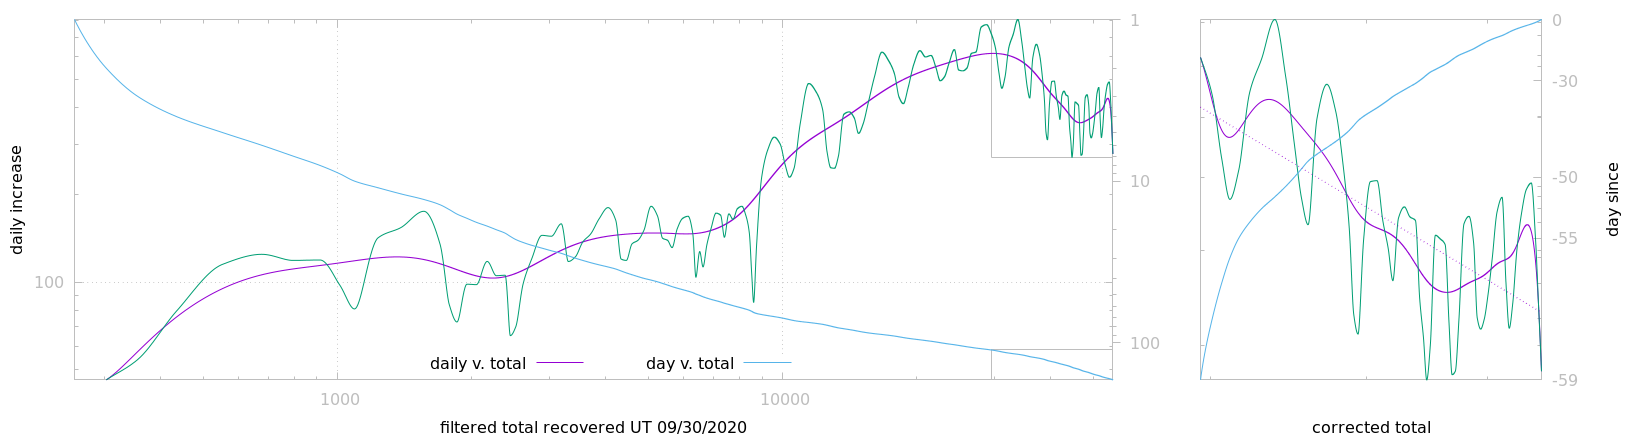 daily increase
100
1000
10000
filtered total recovered UT 09/30/2020
daily v. total
day v. total
1
10
100
0
-30
-50
-55
-59
day since
corrected total